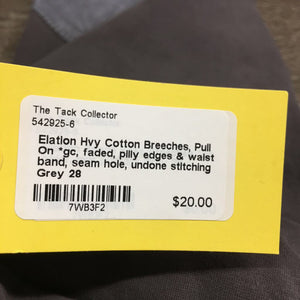 The Tack Collector
542925-6
Elation Hvy Cotton Breeches, Pull
On *gc, faded, pilly edges & waist
band, seam hole, undone stitching
Grey 28
7WB3F2
$20.00